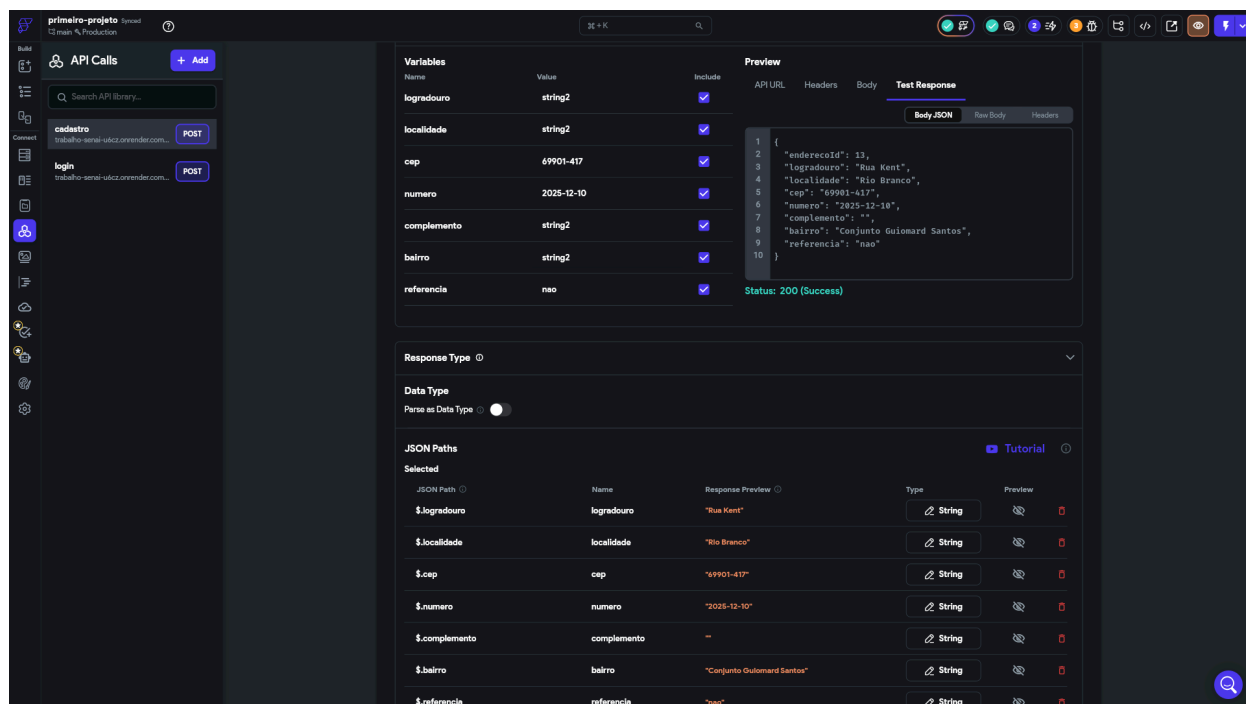 primeiro-projeto Synced
main Production
⌘+K
2
3
Build
API Calls
+ Add
Search API library...
cadastro
trabalho-senai-u6cz.onrender.com...
POST
Connect
login
trabalho-senai-u6cz.onrender.com...
POST
Variables
Name Value Include
logradouro string2
localidade string2
cep 69901-417
numero 2025-12-10
complemento string2
bairro string2
referencia nao
Preview
API URL Headers Body Test Response
Body JSON Raw Body Headers
1 {
2 "enderecoId": 13,
3 "logradouro": "Rua Kent",
4 "localidade": "Rio Branco",
5 "cep": "69901-417",
6 "numero": "2025-12-10",
7 "complemento": "",
8 "bairro": "Conjunto Guiomard Santos",
9 "referencia": "nao"
10 }
Status: 200 (Success)
Response Type
Data Type
Parse as Data Type
JSON Paths
Tutorial
Selected
JSON Path Name Response Preview Type Preview
$.logradouro logradouro "Rua Kent" String
$.localidade localidade "Rio Branco" String
$.cep cep "69901-417" String
$.numero numero "2025-12-10" String
$.complemento complemento "" String
$.bairro bairro "Conjunto Guiomard Santos" String
$.referencia referencia "nao" String